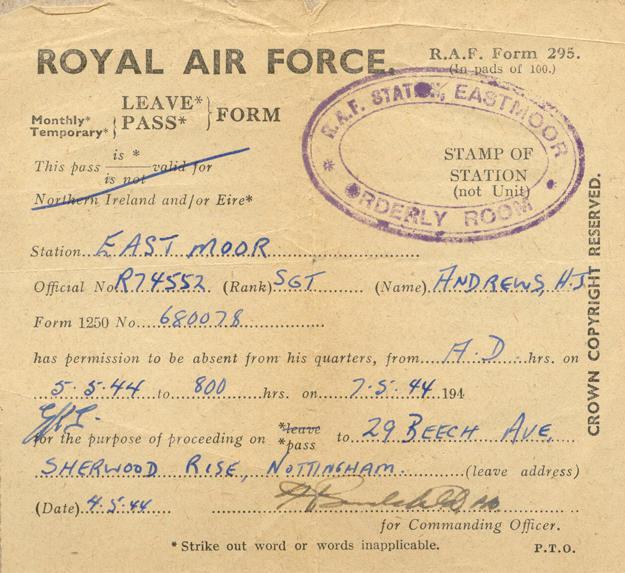 ROYAL AIR FORCE.
R.A.F. Form 295.
(In pads of 100.)
Monthly*
Temporary*
LEAVE*
PASS*
FORM
R.A.F. STATION, EASTMOOR
ORDERLY ROOM
STAMP OF
STATION
(not Unit)
This pass is * / is not valid for
Northern Ireland and/or Eire*
Station EAST MOOR
Official No R74552 (Rank) SGT (Name) ANDREWS, H.J
Form 1250 No. 680078
has permission to be absent from his quarters, from A.D. hrs. on
5.5.44 to 800 hrs. on 7.5.44 194
for the purpose of proceeding on *leave *pass to 29 BEECH AVE,
SHERWOOD RISE, NOTTINGHAM. (leave address)
(Date) 4.5.44
for Commanding Officer.
*Strike out word or words inapplicable.
P.T.O.
CROWN COPYRIGHT RESERVED.